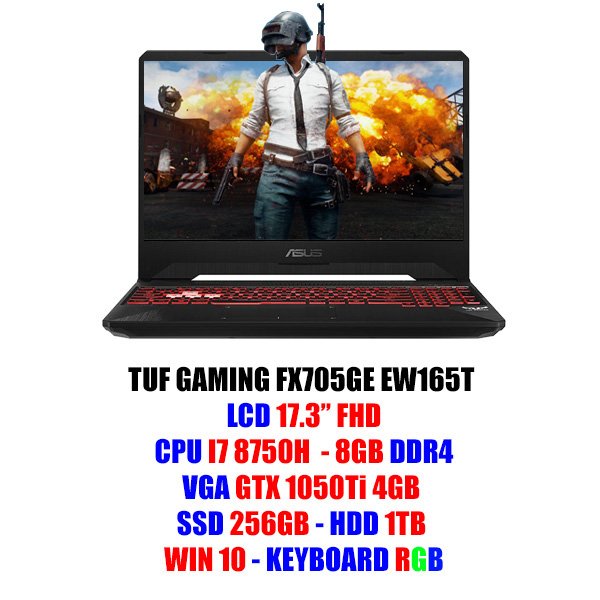 ASUS
TUF GAMING FX705GE EW165T
LCD 17.3” FHD
CPU I7 8750H - 8GB DDR4
VGA GTX 1050Ti 4GB
SSD 256GB - HDD 1TB
WIN 10 - KEYBOARD RGB